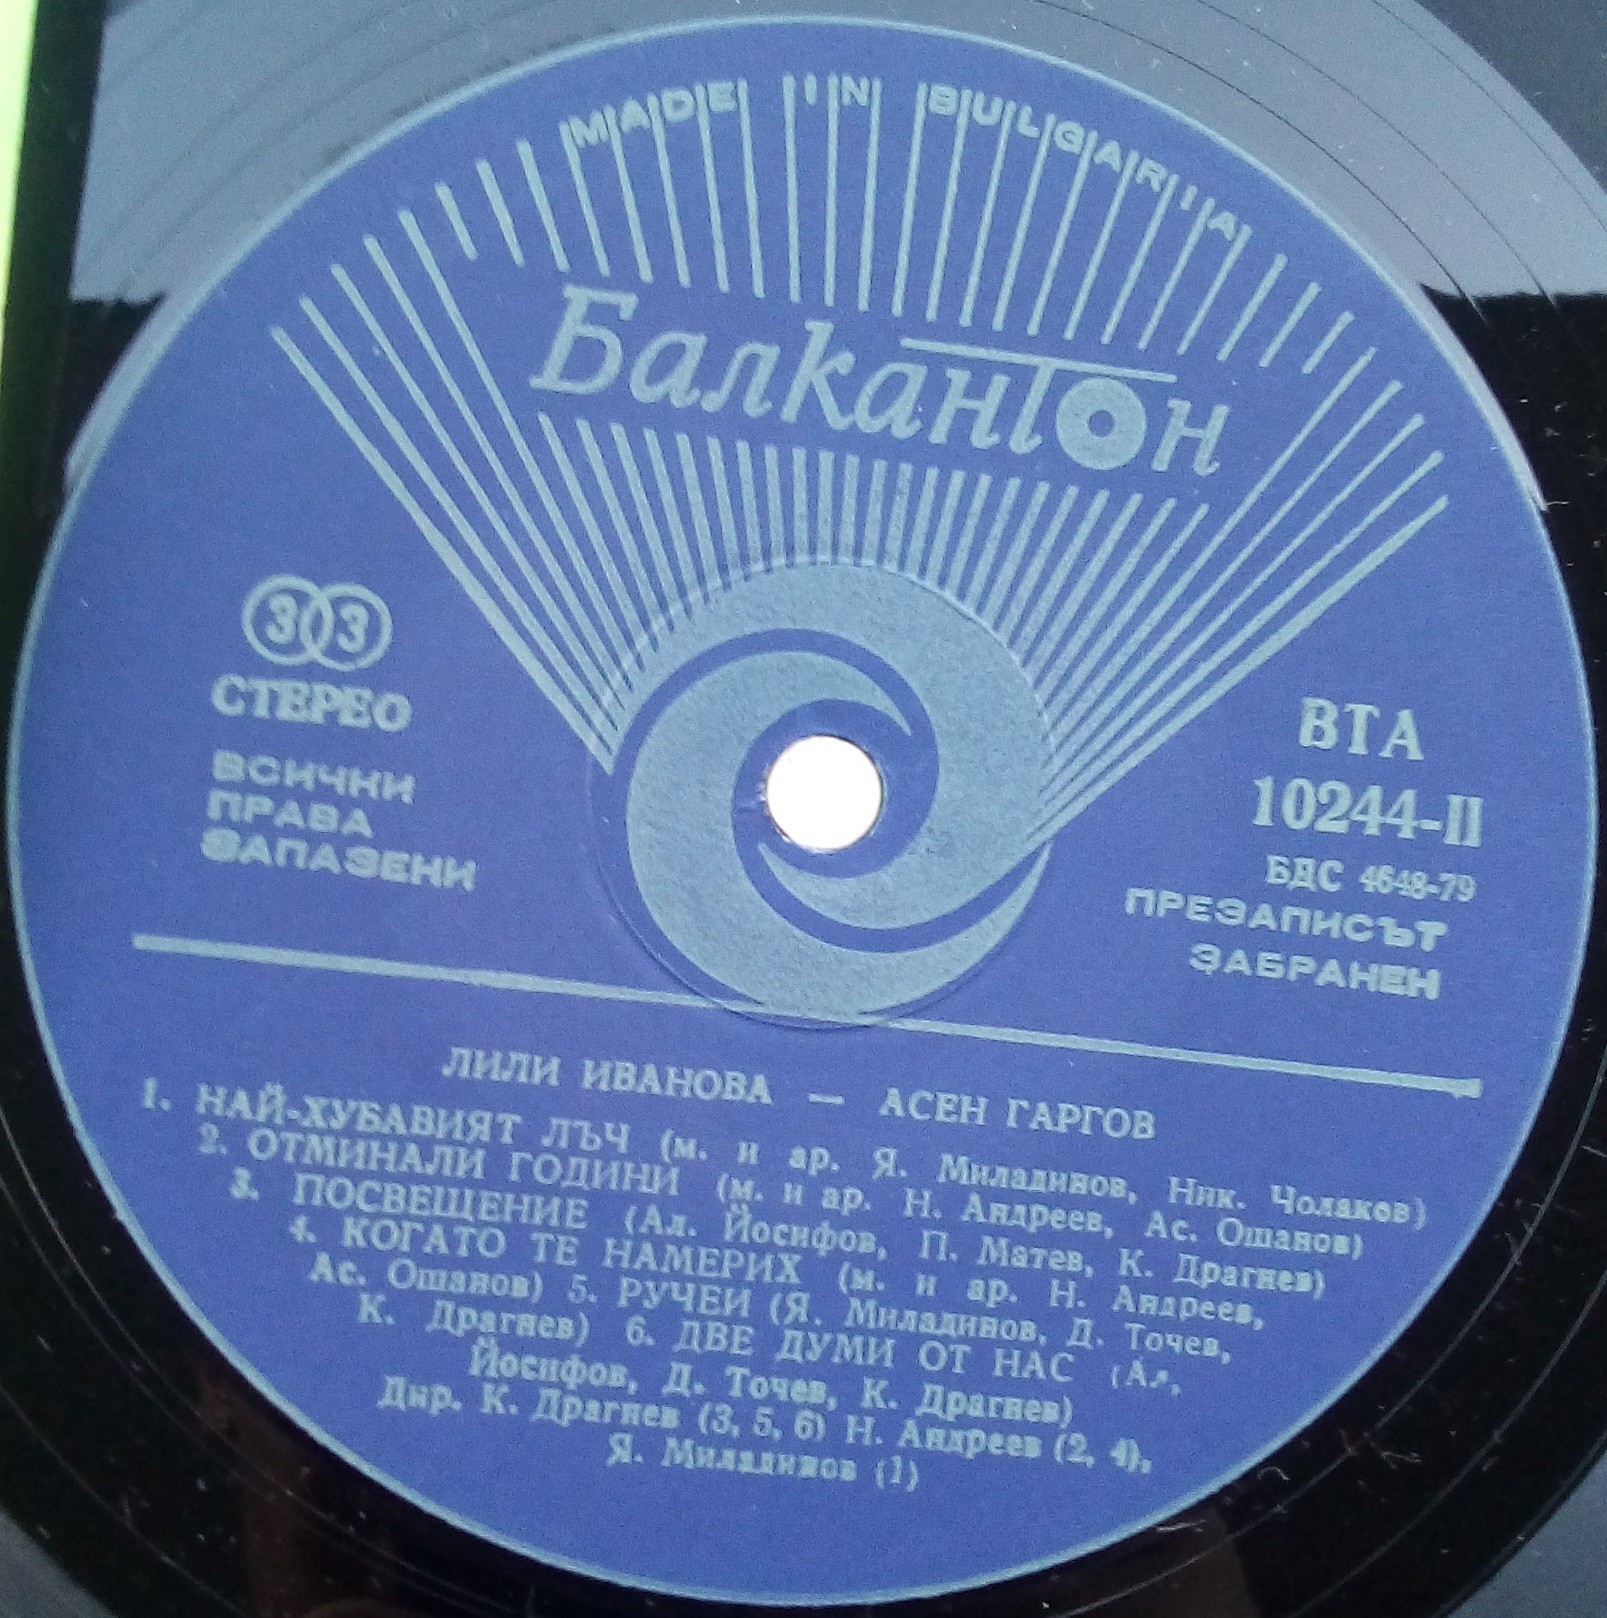 MADE IN BULGARIA
Балкантон
33
СТЕРЕО
ВСИЧКИ
ПРАВА
ЗАПАЗЕНИ
ВТА
10244-II
БДС 4648-79
ПРЕЗАПИСЪТ
ЗАБРАНЕН
ЛИЛИ ИВАНОВА — АСЕН ГАРГОВ
1. НАЙ-ХУБАВИЯТ ЛЪЧ (м. и ар. Я. Миладинов, Ник. Чолаков)
2. ОТМИНАЛИ ГОДИНИ (м. и ар. Н. Андреев, Ас. Ошанов)
3. ПОСВЕЩЕНИЕ (Ал. Йосифов, П. Матев, К. Драгнев)
4. КОГАТО ТЕ НАМЕРИХ (м. и ар. Н. Андреев,
Ас. Ошанов) 5. РУЧЕИ (Я. Миладинов, Д. Точев,
К. Драгнев) 6. ДВЕ ДУМИ ОТ НАС (Ал.
Йосифов, Д. Точев, К. Драгнев)
Дир. К. Драгнев (3, 5, 6) Н. Андреев (2, 4),
Я. Миладинов (1)